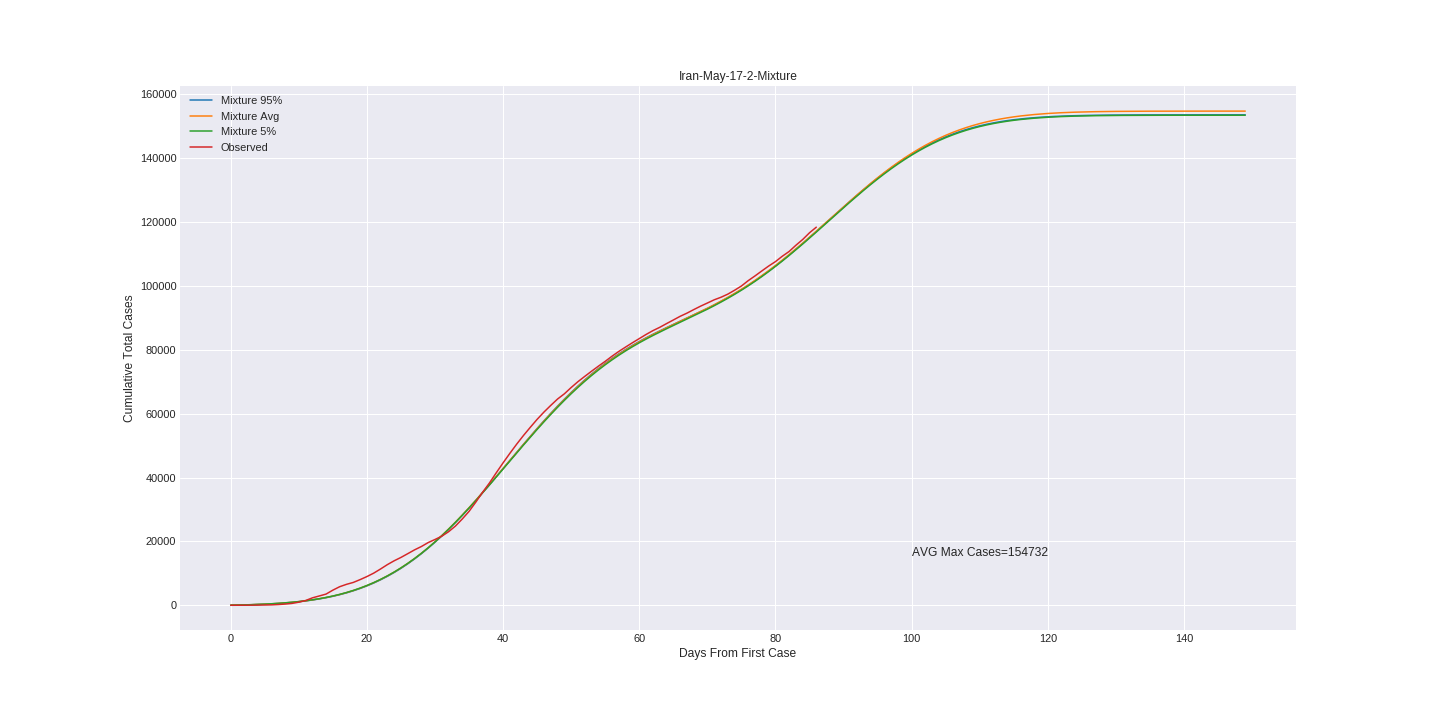 Iran-May-17-2-Mixture
Mixture 95%
Mixture Avg
Mixture 5%
Observed
160000
140000
120000
100000
80000
60000
40000
20000
0
Cumulative Total Cases
AVG Max Cases=154732
0 20 40 60 80 100 120 140
Days From First Case